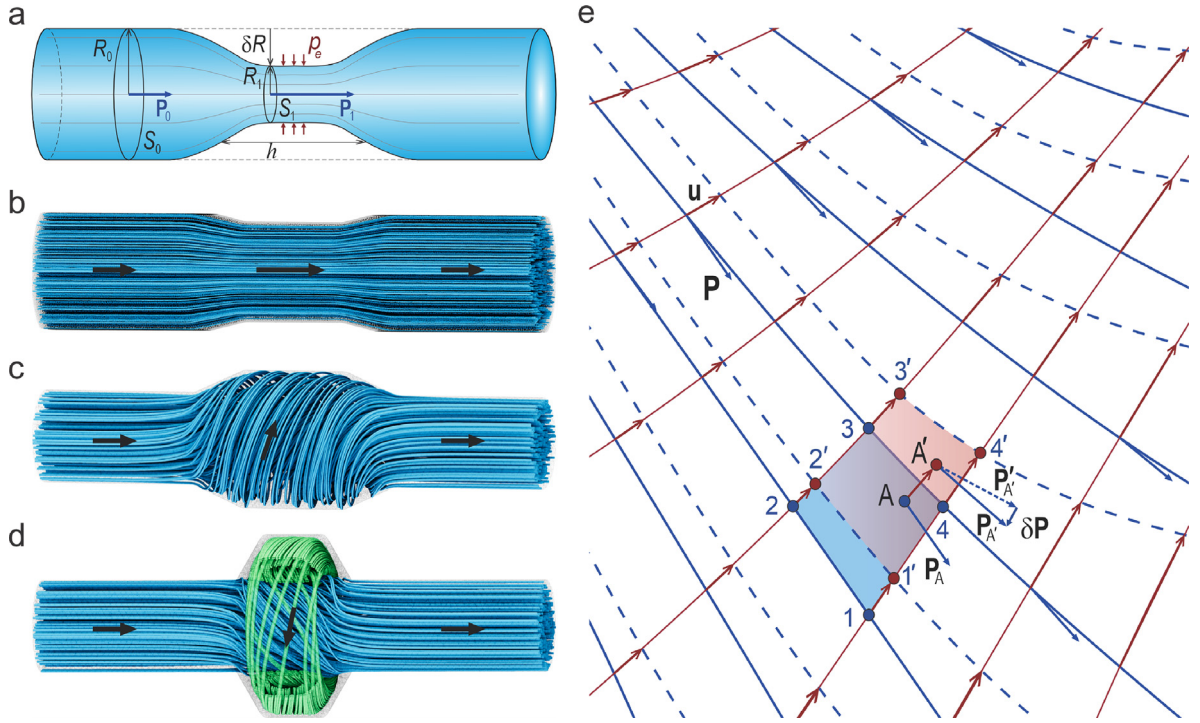 a
R₀
P₀
S₀
δR
pₑ
R₁
S₁
P₁
h
b
c
d
e
u
P
3′
3
4′
2′
A′
2
A
P′A′
PA′
δP
4
PA
1′
1